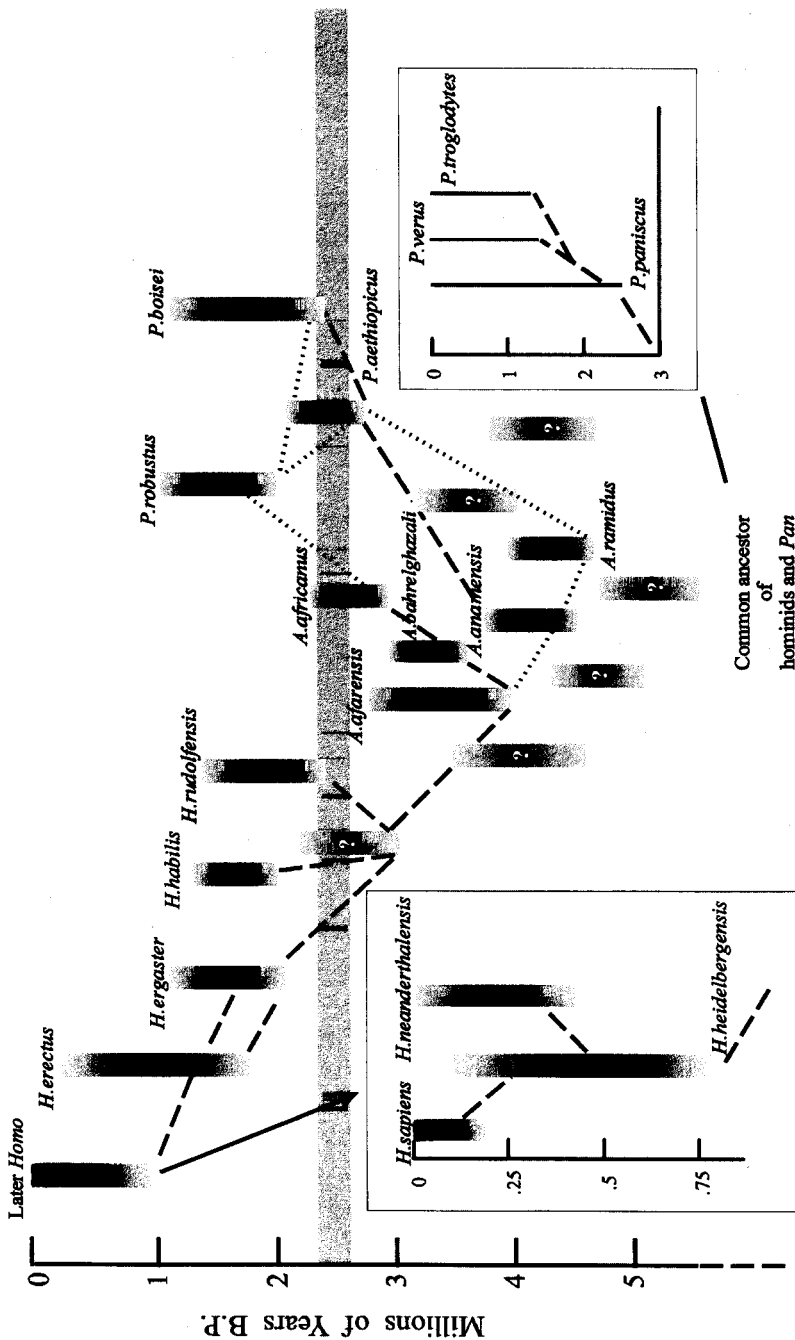 Millions of Years B.P.
0
1
2
3
4
5
Later Homo
H.erectus
H.ergaster
H.habilis
H.rudolfensis
?
A.afarensis
A.bahrelghazali
A.africanus
A.anamensis
A.ramidus
P.robustus
P.aethiopicus
P.boisei
?
?
?
?
?
H.sapiens
H.neanderthalensis
H.heidelbergensis
0
.25
.5
.75
P.verus
P.troglodytes
P.paniscus
0
1
2
3
Common ancestor
of
hominids and Pan